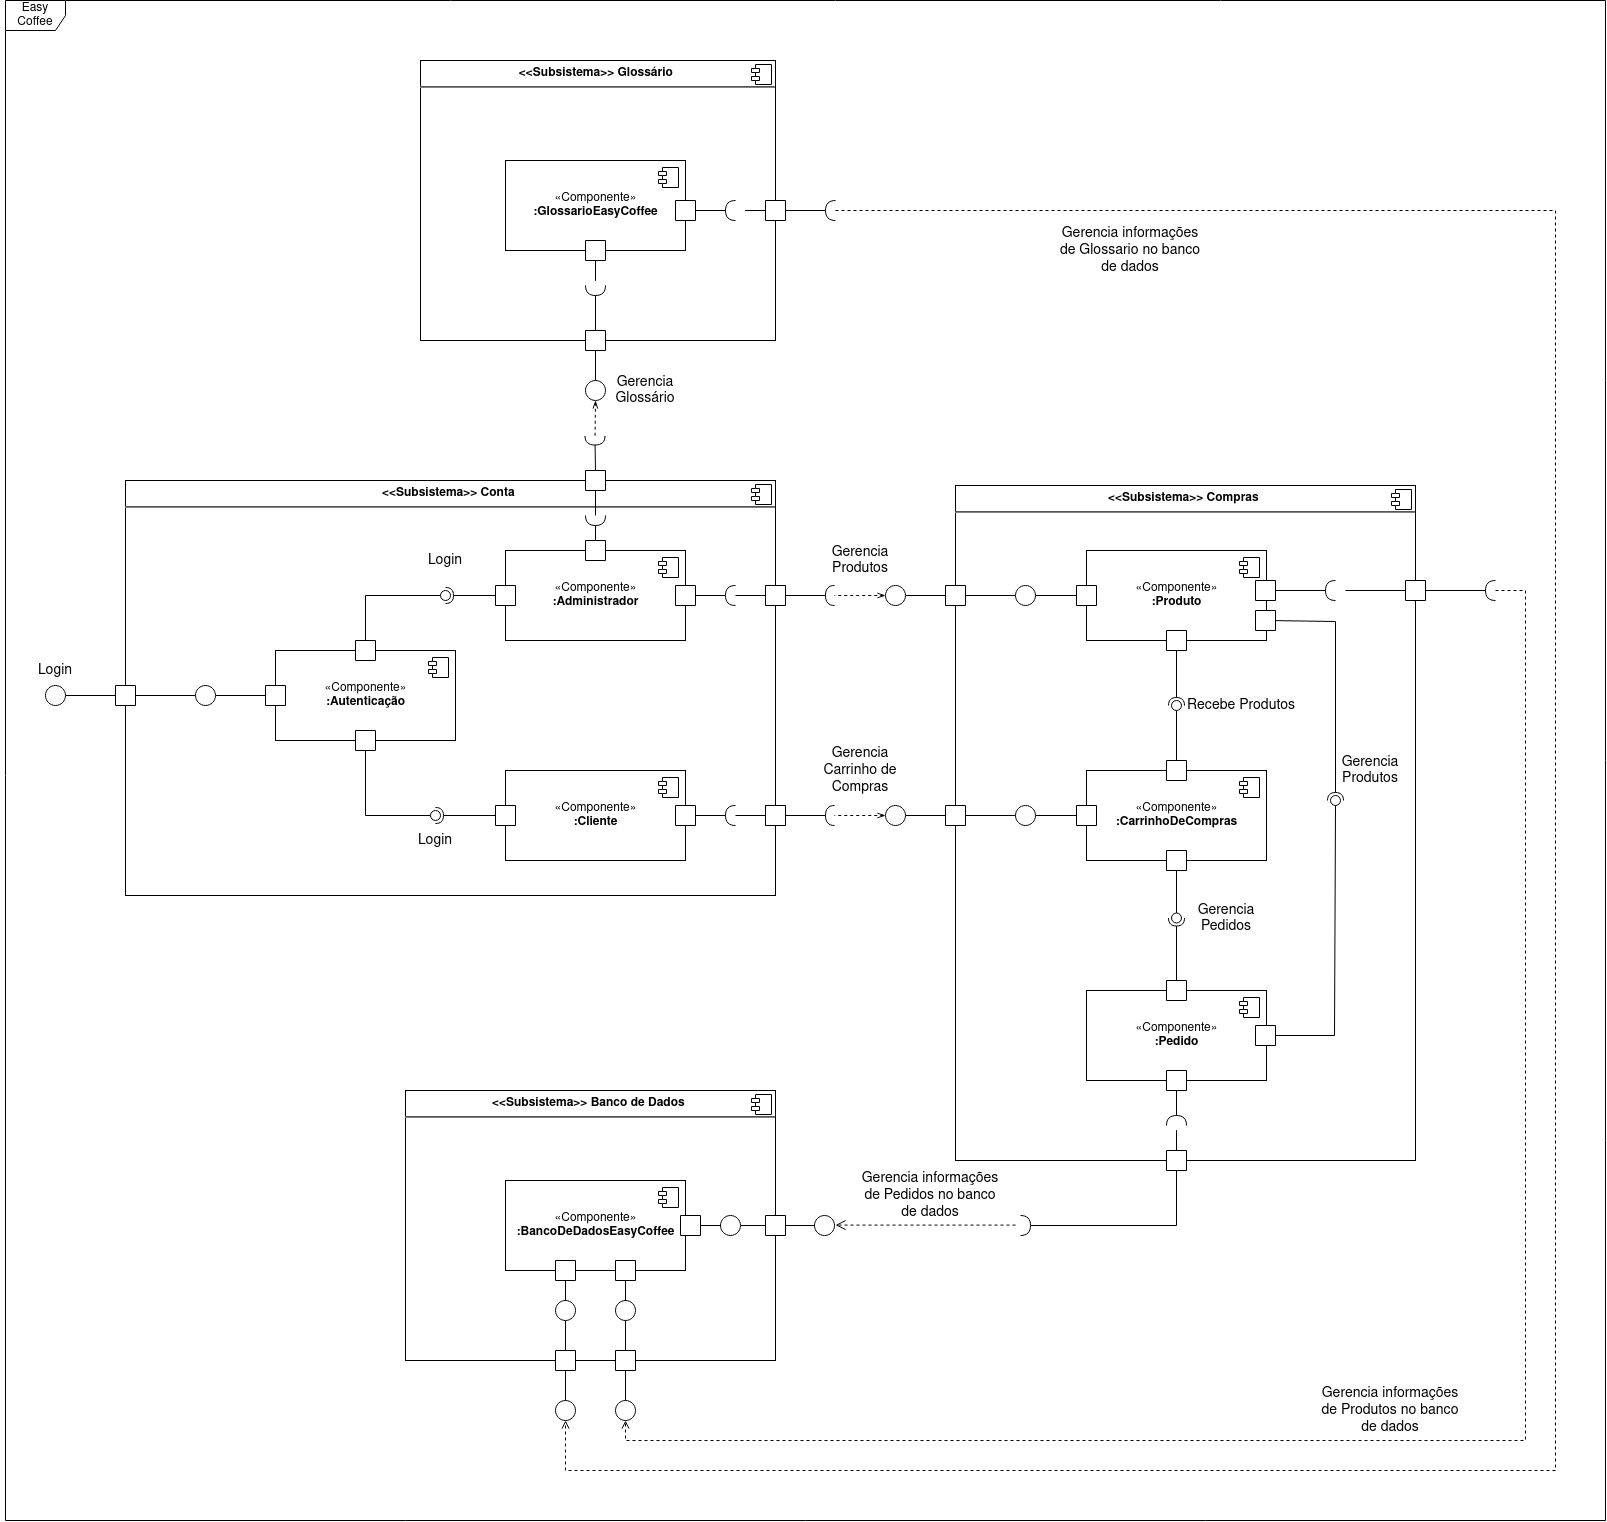 Easy
Coffee
<<Subsistema>> Glossário
«Componente»
:GlossarioEasyCoffee
Gerencia informações
de Glossario no banco
de dados
Gerencia
Glossário
<<Subsistema>> Conta
Login
«Componente»
:Administrador
Login
«Componente»
:Autenticação
«Componente»
:Cliente
Login
Gerencia
Produtos
Gerencia
Carrinho de
Compras
<<Subsistema>> Compras
«Componente»
:Produto
Recebe Produtos
Gerencia
Produtos
«Componente»
:CarrinhoDeCompras
Gerencia
Pedidos
«Componente»
:Pedido
<<Subsistema>> Banco de Dados
«Componente»
:BancoDeDadosEasyCoffee
Gerencia informações
de Pedidos no banco
de dados
Gerencia informações
de Produtos no banco
de dados